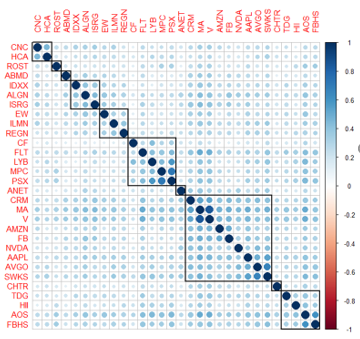 CNC HCA ROST ABMD IDXX ALGN ISRG EW ILMN REGN CF FLT LYB MPC PSX ANET CRM MA V AMZN FB NVDA AAPL AVGO SWKS CHTR TDG HII AOS FBHS
CNC
HCA
ROST
ABMD
IDXX
ALGN
ISRG
EW
ILMN
REGN
CF
FLT
LYB
MPC
PSX
ANET
CRM
MA
V
AMZN
FB
NVDA
AAPL
AVGO
SWKS
CHTR
TDG
HII
AOS
FBHS
1
0.8
0.6
0.4
0.2
0
-0.2
-0.4
-0.6
-0.8
-1